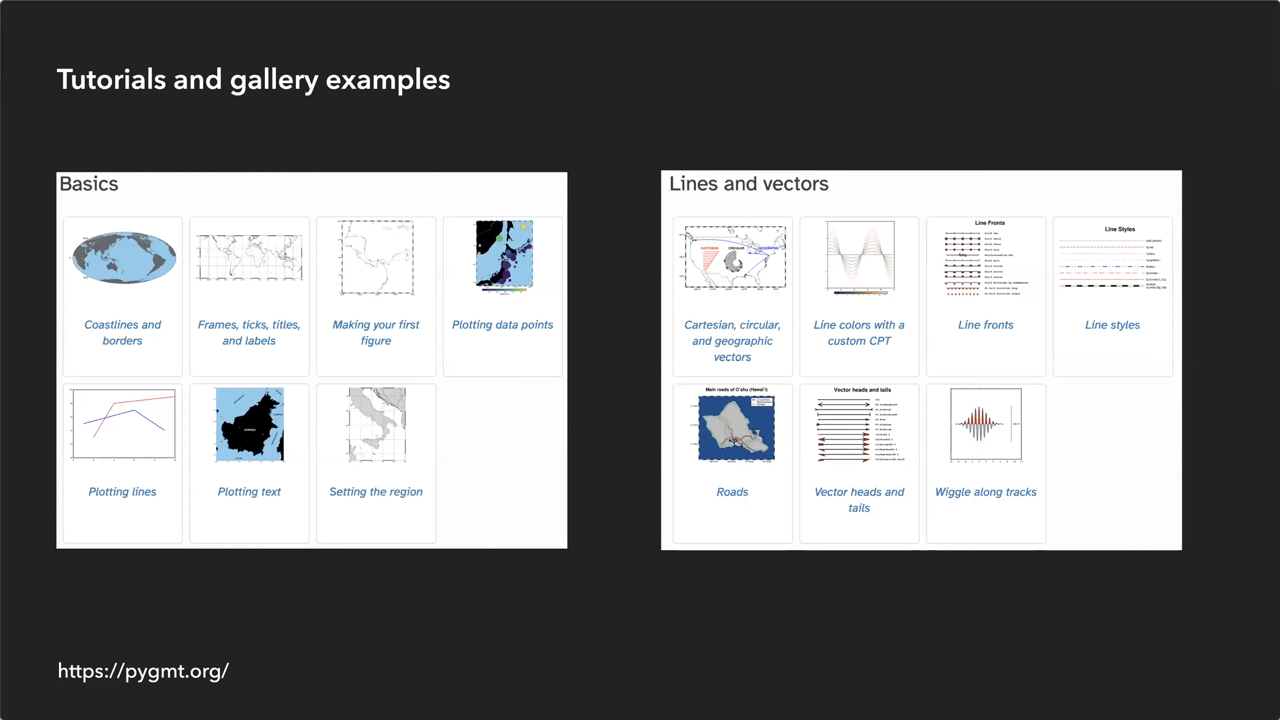 Tutorials and gallery examples
Basics
Coastlines and
borders
Frames, ticks, titles,
and labels
Making your first
figure
Plotting data points
Plotting lines
Plotting text
Setting the region
Lines and vectors
CARTESIAN
CIRCULAR
Cartesian, circular,
and geographic
vectors
Line colors with a
custom CPT
Line Fronts
Line fronts
Line Styles
Line styles
Main roads of O'ahu (Hawai'i)
Roads
Vector heads and tails
Vector heads and
tails
Wiggle along tracks
https://pygmt.org/